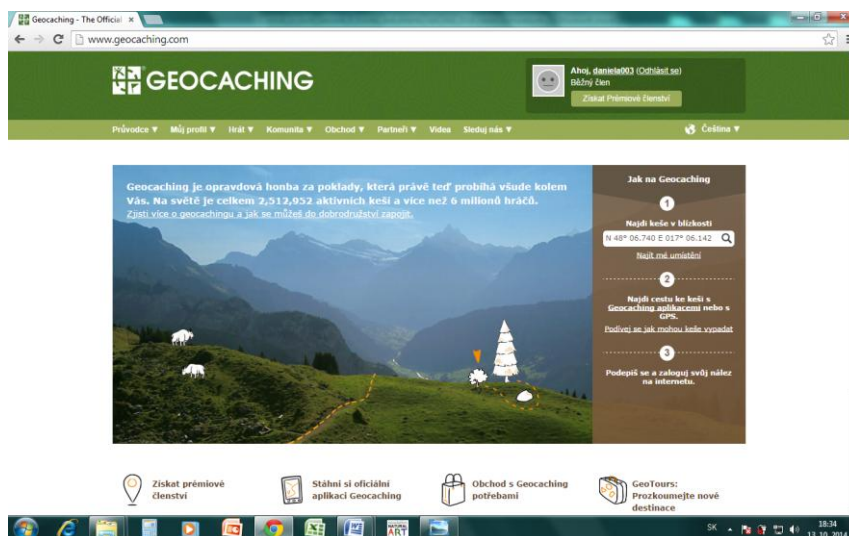 Geocaching - The Official
www.geocaching.com
GEOCACHING
Ahoj, daniela003 (Odhlásit se)
Běžný člen
Získat Prémiové členství
Průvodce ▼ Můj profil ▼ Hrát ▼ Komunita ▼ Obchod ▼ Partneři ▼ Videa Sleduj nás ▼ Čeština ▼
Geocaching je opravdová honba za poklady, která právě teď probíhá všude kolem
Vás. Na světě je celkem 2,512,952 aktivních keší a více než 6 milionů hráčů.
Zjisti více o geocachingu a jak se můžeš do dobrodružství zapojit.
Jak na Geocaching
1
Najdi keše v blízkosti
N 48° 06.740 E 017° 06.142
Najít mé umístění
2
Najdi cestu ke keši s
Geocaching aplikacemi nebo s
GPS.
Podívej se jak mohou keše vypadat
3
Podepiš se a zaloguj svůj nález
na internetu.
Získat prémiové
členství
Stáhni si oficiální
aplikaci Geocaching
Obchod s Geocaching
potřebami
GeoTours:
Prozkoumejte nové
destinace
NATURAL
ART
SK
18:34
13. 10. 2014